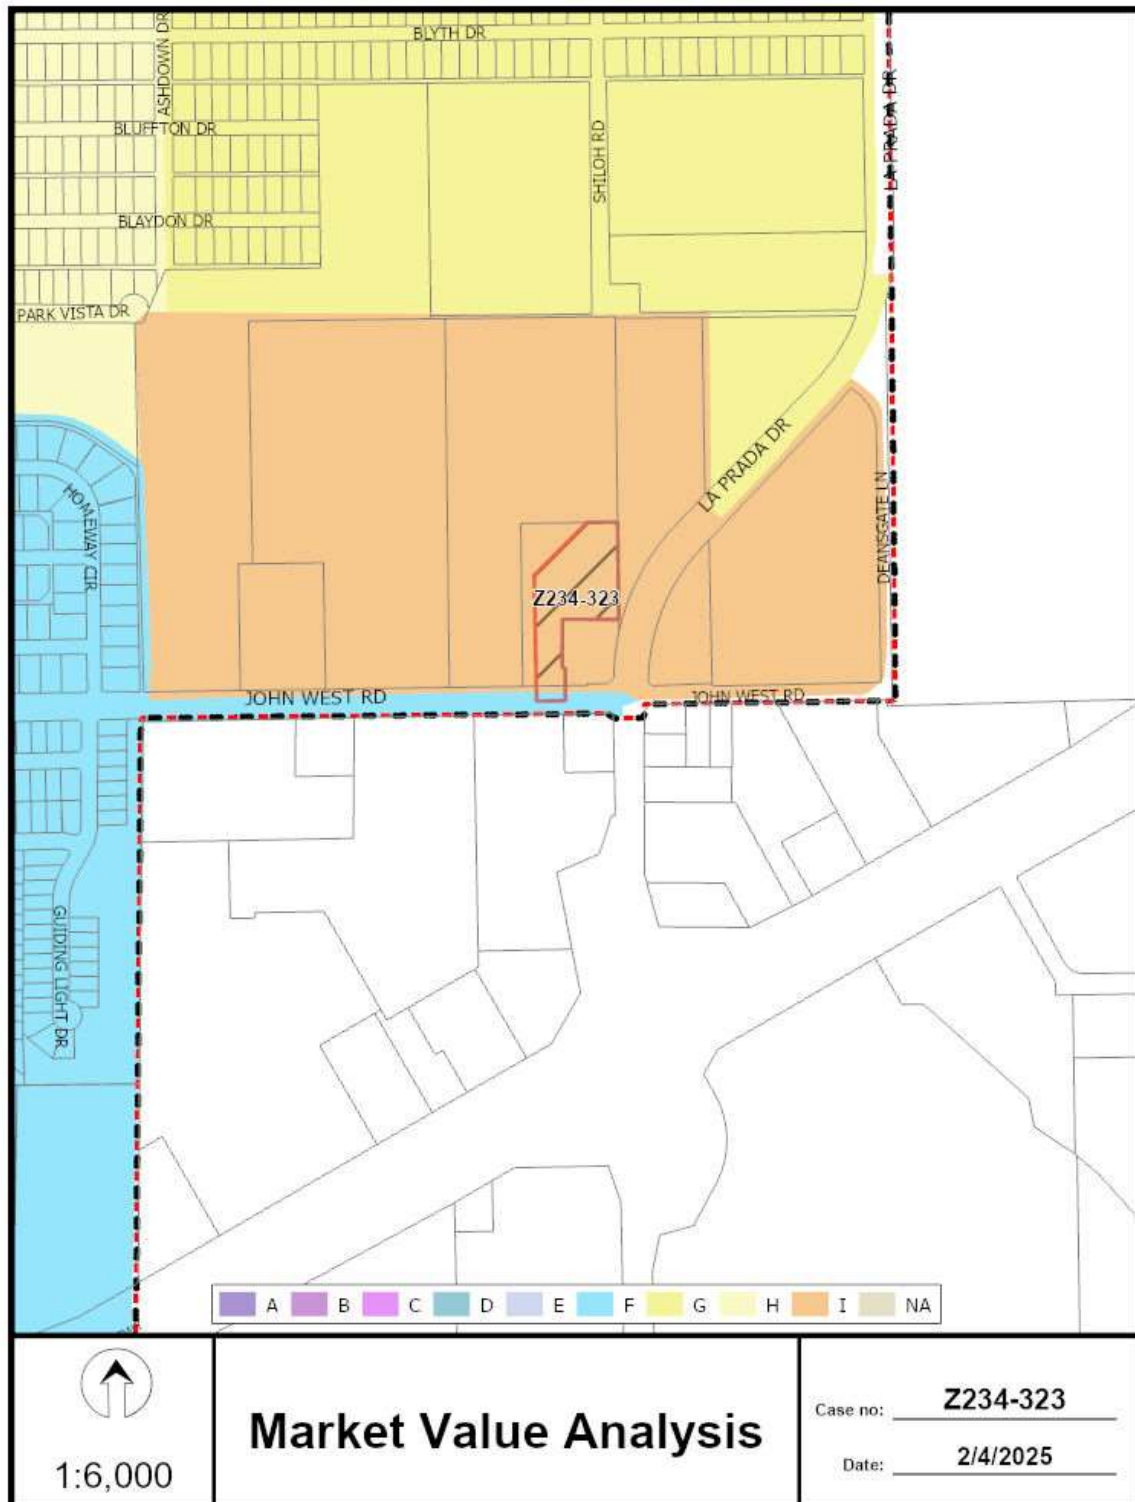 BLYTH DR
ASHDOWN DR
LA PRADA DR
BLUFFTON DR
SHILOH RD
BLAYDON DR
PARK VISTA DR
LA PRADA DR
HOMEWAY CIR
DEANSGATE LN
Z234-323
JOHN WEST RD
JOHN WEST RD
GUIDING LIGHT DR
A B C D E F G H I NA
1:6,000
Market Value Analysis
Case no: Z234-323
Date: 2/4/2025